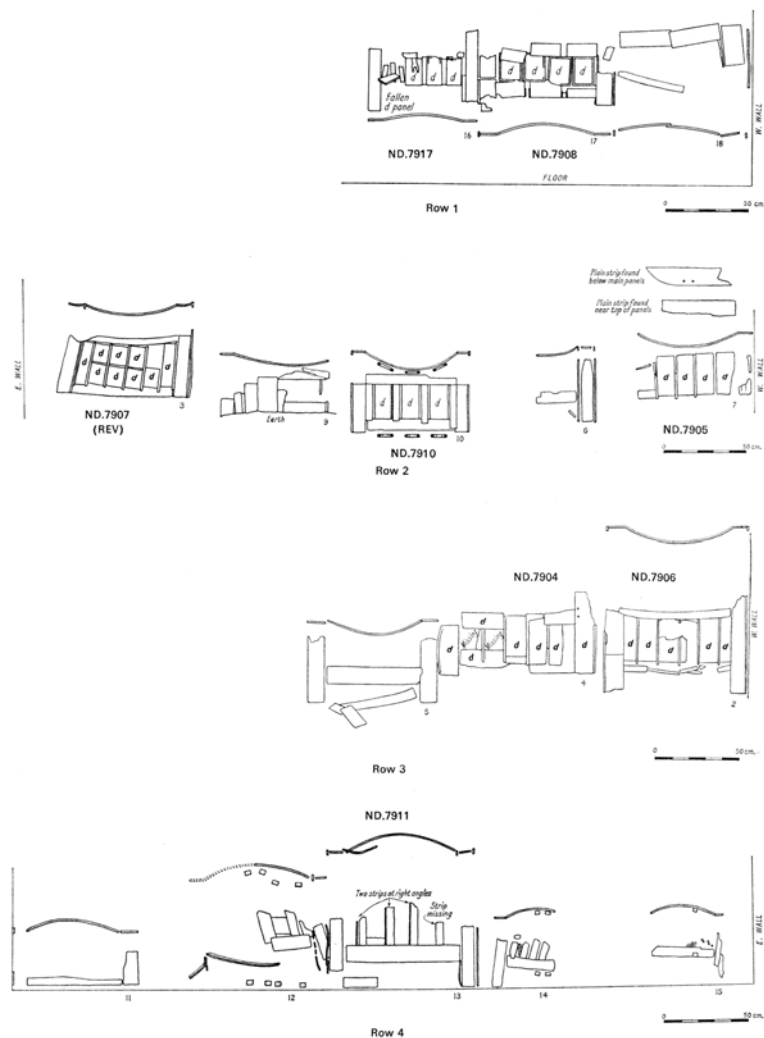 d d d d d d d
Fallen
d panel
16 17 18
ND.7917 ND.7908
W. WALL
FLOOR
Row 1
0 50 cm.
Plain strip found
below main panels
Plain strip found
near top of panels
E. WALL
d d d d d d d d d
3
ND.7907
(REV)
Earth
9
d d d
10
ND.7910
6
d d d d
7
ND.7905
W. WALL
Row 2
0 50 cm.
ND.7904 ND.7906
W. WALL
d d d d d d d
Missing Missing
d d d d d d
5 4 2
Row 3
0 50 cm.
ND.7911
Two strips at right angles
Strip
missing
E. WALL
11 12 13 14 15
Row 4
0 50 cm.